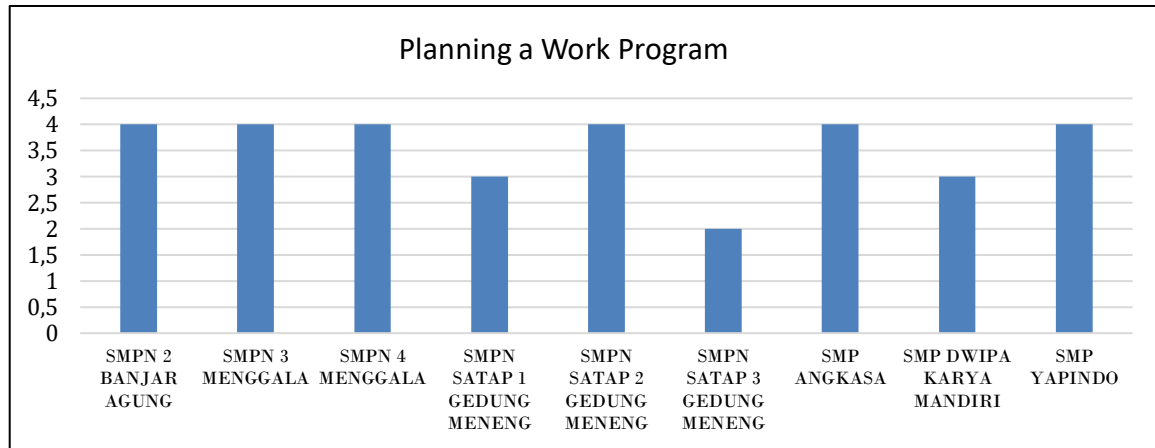 Planning a Work Program
4,5
4
3,5
3
2,5
2
1,5
1
0,5
0
SMPN 2
BANJAR
AGUNG
SMPN 3
MENGGALA
SMPN 4
MENGGALA
SMPN
SATAP 1
GEDUNG
MENENG
SMPN
SATAP 2
GEDUNG
MENENG
SMPN
SATAP 3
GEDUNG
MENENG
SMP
ANGKASA
SMP DWIPA
KARYA
MANDIRI
SMP
YAPINDO